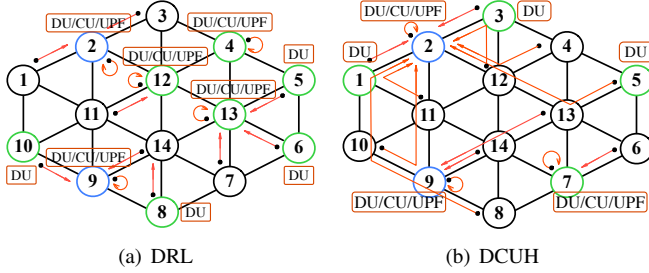 DU/CU/UPF
3
DU/CU/UPF
2
4
DU/CU/UPF
DU
1
12
DU/CU/UPF
5
11
13
10
14
6
DU/CU/UPF
DU
9
7
DU
8
DU
(a) DRL
DU/CU/UPF
3
DU
DU
2
4
DU
1
12
5
11
13
10
14
6
9
7
DU/CU/UPF
8
DU/CU/UPF
(b) DCUH